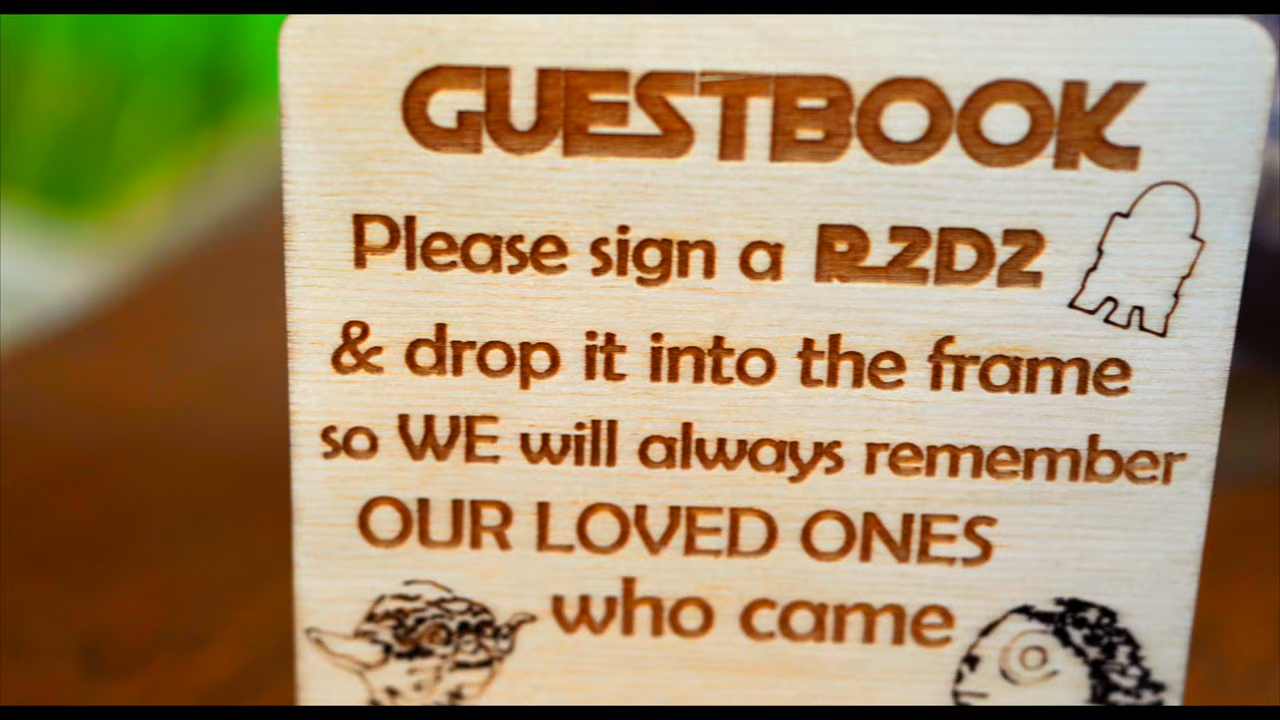 GUESTBOOK
Please sign a R2D2
& drop it into the frame
so WE will always remember
OUR LOVED ONES
who came